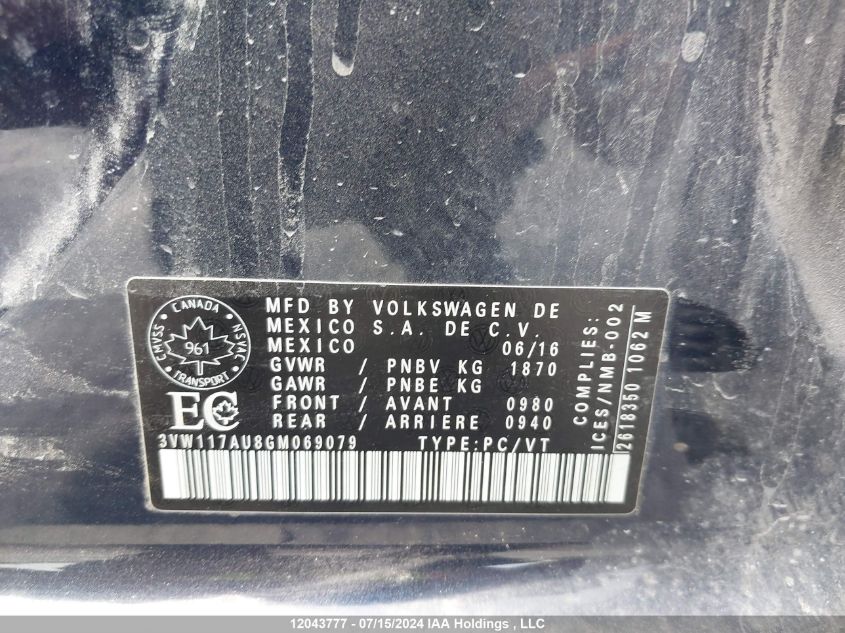 CANADA
CMVSS
NSVAC
961
TRANSPORT
EC
MFD. BY VOLKSWAGEN DE
MEXICO S.A. DE C.V.
MEXICO 06/16
GVWR / PNBV KG 1870
GAWR / PNBE KG
FRONT / AVANT 0980
REAR / ARRIERE 0940
3VW117AU8GM069079 TYPE:PC/VT
COMPLIES:
ICES/NMB-002
2618350 1062 M
12043777 - 07/15/2024 IAA Holdings , LLC